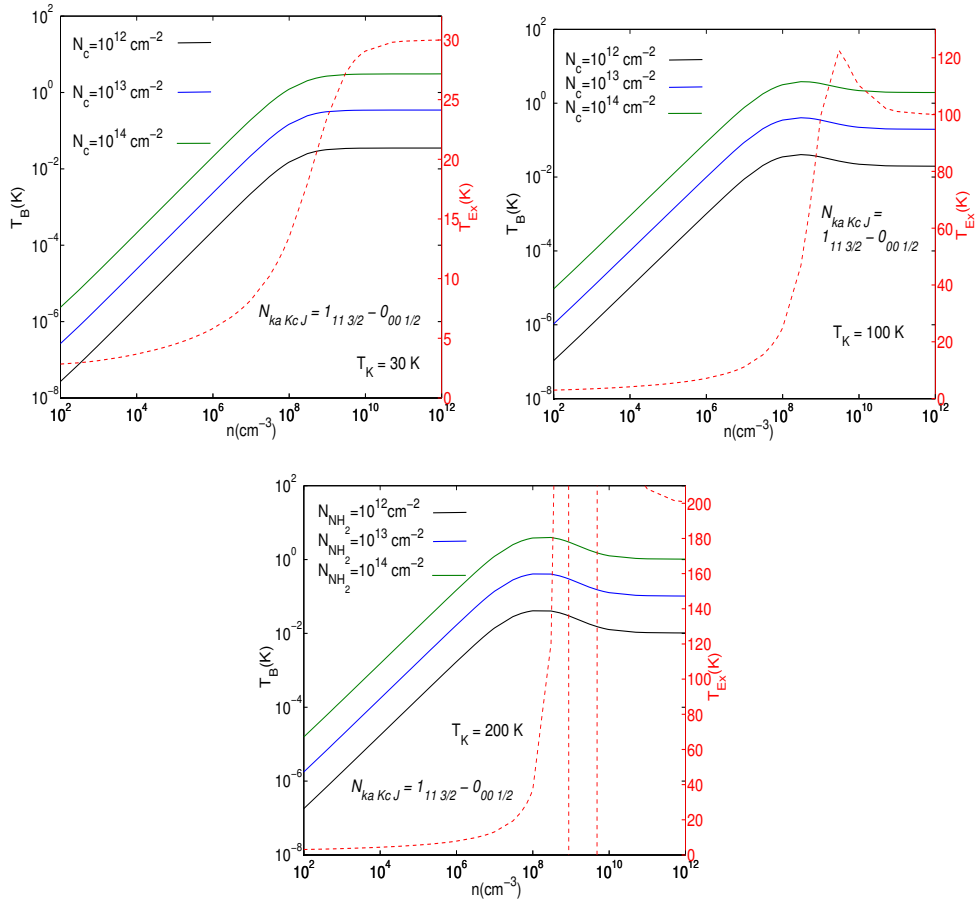 N_c=10^12 cm^-2
N_c=10^13 cm^-2
N_c=10^14 cm^-2
10^2
10^0
10^-2
10^-4
10^-6
10^-8
T_B(K)
30
25
20
15
10
5
0
T_Ex(K)
N_ka Kc J = 1_11 3/2 − 0_00 1/2
T_K = 30 K
10^2
10^4
10^6
10^8
10^10
10^12
n(cm^-3)
N_c=10^12 cm^-2
N_c=10^13 cm^-2
N_c=10^14 cm^-2
10^2
10^0
10^-2
10^-4
10^-6
10^-8
T_B(K)
120
100
80
60
40
20
0
T_Ex(K)
N_ka Kc J =
1_11 3/2 − 0_00 1/2
T_K = 100 K
10^2
10^4
10^6
10^8
10^10
10^12
n(cm^-3)
N_NH_2=10^12 cm^-2
N_NH_2=10^13 cm^-2
N_NH_2=10^14 cm^-2
10^2
10^0
10^-2
10^-4
10^-6
10^-8
T_B(K)
200
180
160
140
120
100
80
60
40
20
0
T_Ex(K)
T_K = 200 K
N_ka Kc J = 1_11 3/2 − 0_00 1/2
10^2
10^4
10^6
10^8
10^10
10^12
n(cm^-3)